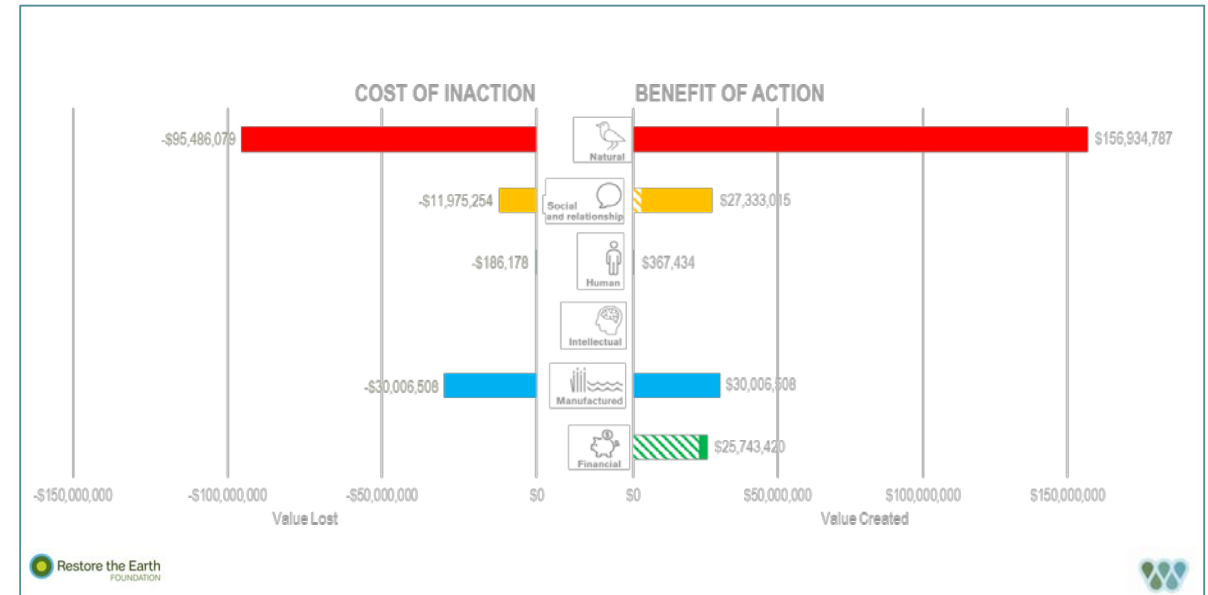 COST OF INACTION
BENEFIT OF ACTION
-$95,486,079
Natural
$156,934,787
-$11,975,254
Social
and relationship
$27,333,015
-$186,178
Human
$367,434
Intellectual
-$30,006,508
Manufactured
$30,006,508
Financial
$25,743,420
-$150,000,000
-$100,000,000
-$50,000,000
$0
$0
$50,000,000
$100,000,000
$150,000,000
Value Lost
Value Created
Restore the Earth
FOUNDATION